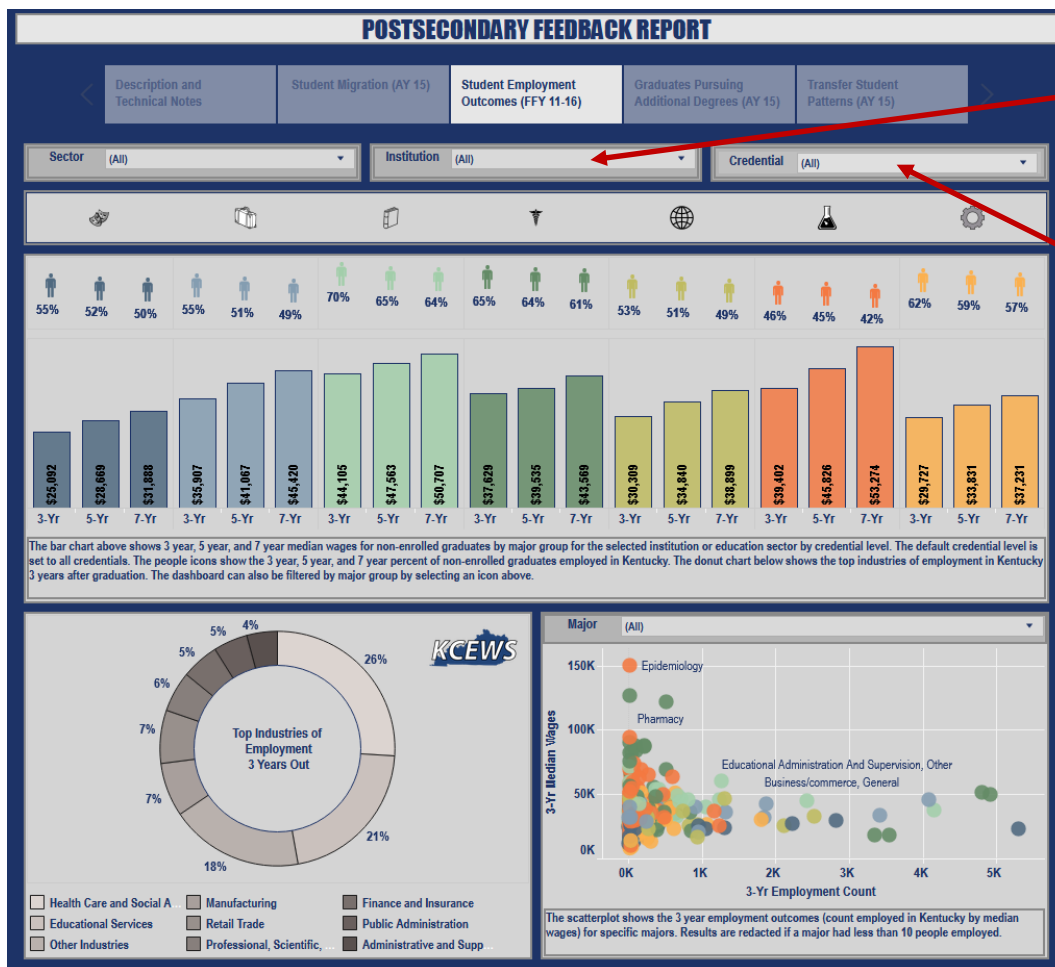 POSTSECONDARY FEEDBACK REPORT
Description and
Technical Notes
Student Migration (AY 15)
Student Employment
Outcomes (FFY 11-16)
Graduates Pursuing
Additional Degrees (AY 15)
Transfer Student
Patterns (AY 15)
Sector (All)
Institution (All)
Credential (All)
55% 52% 50% 55% 51% 49% 70% 65% 64% 65% 64% 61% 53% 51% 49% 46% 45% 42% 62% 59% 57%
$25,092 $28,669 $31,888 $35,907 $41,067 $45,420 $44,105 $47,563 $50,707 $37,629 $39,535 $43,569 $30,309 $34,840 $38,899 $39,402 $45,826 $53,274 $29,727 $33,831 $37,231
3-Yr 5-Yr 7-Yr 3-Yr 5-Yr 7-Yr 3-Yr 5-Yr 7-Yr 3-Yr 5-Yr 7-Yr 3-Yr 5-Yr 7-Yr 3-Yr 5-Yr 7-Yr 3-Yr 5-Yr 7-Yr
The bar chart above shows 3 year, 5 year, and 7 year median wages for non-enrolled graduates by major group for the selected institution or education sector by credential level. The default credential level is
set to all credentials. The people icons show the 3 year, 5 year, and 7 year percent of non-enrolled graduates employed in Kentucky. The donut chart below shows the top industries of employment in Kentucky
3 years after graduation. The dashboard can also be filtered by major group by selecting an icon above.
KCEWS
Top Industries of
Employment
3 Years Out
26%
21%
18%
7%
7%
6%
5%
5%
4%
Health Care and Social A...
Educational Services
Other Industries
Manufacturing
Retail Trade
Professional, Scientific, ...
Finance and Insurance
Public Administration
Administrative and Supp...
Major (All)
3-Yr Median Wages
150K
100K
50K
0K
Epidemiology
Pharmacy
Educational Administration And Supervision, Other
Business/commerce, General
0K 1K 2K 3K 4K 5K
3-Yr Employment Count
The scatterplot shows the 3 year employment outcomes (count employed in Kentucky by median
wages) for specific majors. Results are redacted if a major had less than 10 people employed.